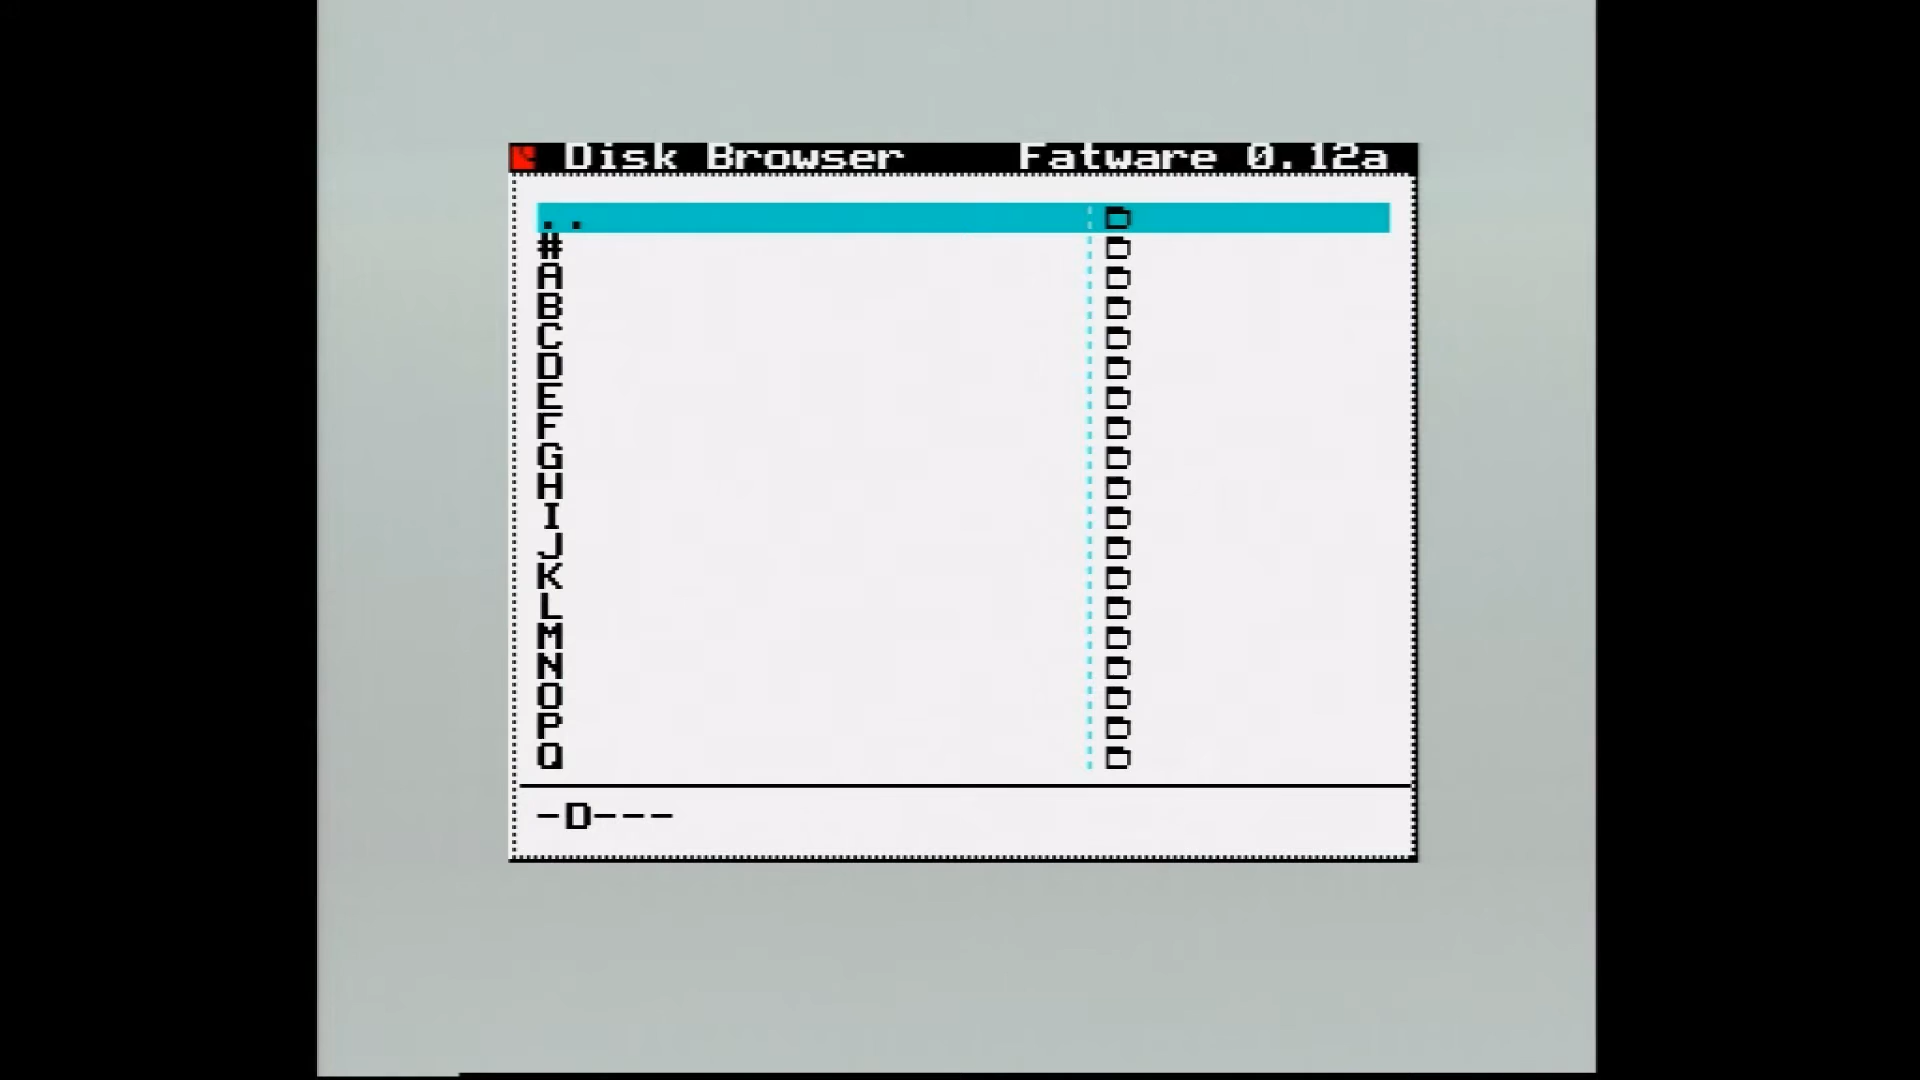 Disk Browser Fatware 0.12a
..
#
A
B
C
D
E
F
G
H
I
J
K
L
M
N
O
P
Q
-D---